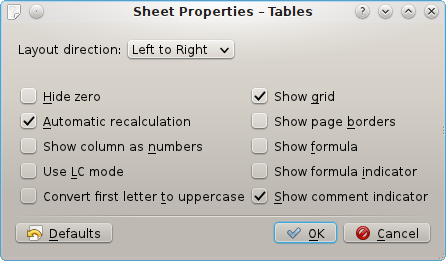 Sheet Properties – Tables
Layout direction: Left to Right
Hide zero
Automatic recalculation
Show column as numbers
Use LC mode
Convert first letter to uppercase
Show grid
Show page borders
Show formula
Show formula indicator
Show comment indicator
Defaults OK Cancel